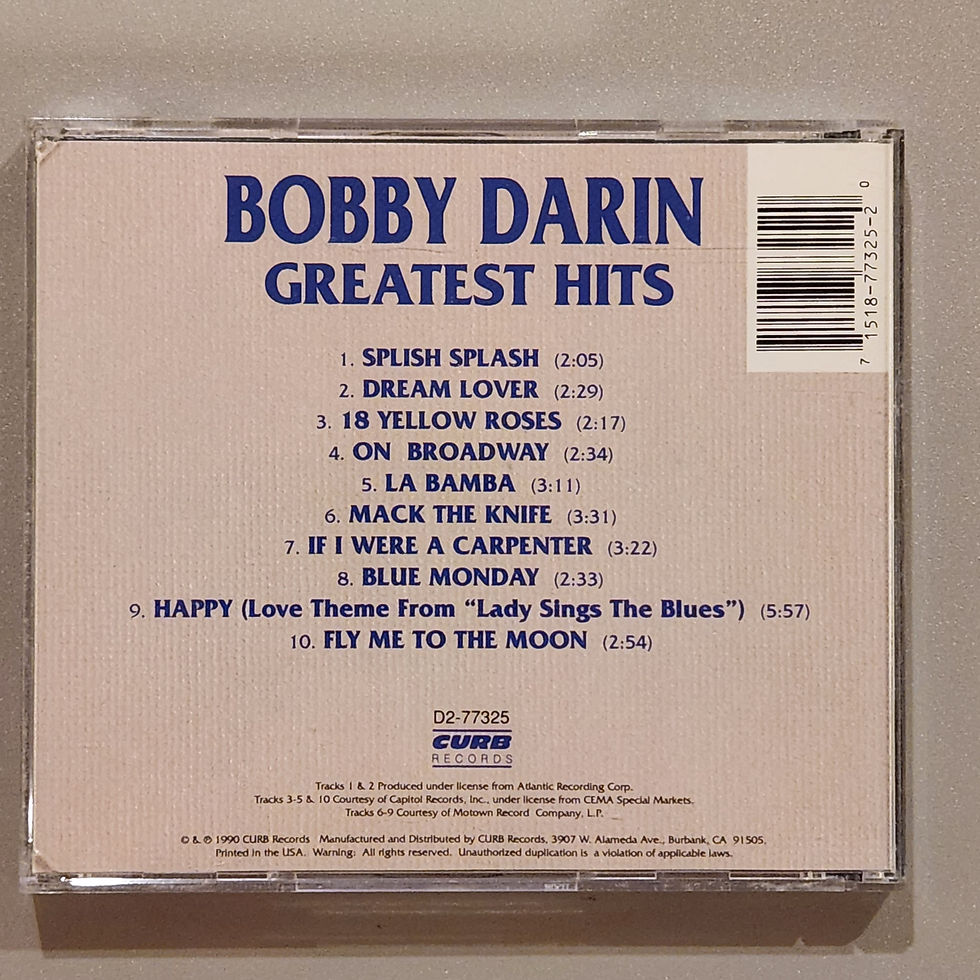 BOBBY DARIN
GREATEST HITS
1. SPLISH SPLASH (2:05)
2. DREAM LOVER (2:29)
3. 18 YELLOW ROSES (2:17)
4. ON BROADWAY (2:34)
5. LA BAMBA (3:11)
6. MACK THE KNIFE (3:31)
7. IF I WERE A CARPENTER (3:22)
8. BLUE MONDAY (2:33)
9. HAPPY (Love Theme From “Lady Sings The Blues”) (5:57)
10. FLY ME TO THE MOON (2:54)
7 1518-77325-2 0
D2-77325
CURB
RECORDS
Tracks 1 & 2 Produced under license from Atlantic Recording Corp.
Tracks 3-5 & 10 Courtesy of Capitol Records, Inc., under license from CEMA Special Markets.
Tracks 6-9 Courtesy of Motown Record Company, L.P.
© & ℗ 1990 CURB Records Manufactured and Distributed by CURB Records, 3907 W. Alameda Ave., Burbank, CA 91505.
Printed in the USA. Warning: All rights reserved. Unauthorized duplication is a violation of applicable laws.